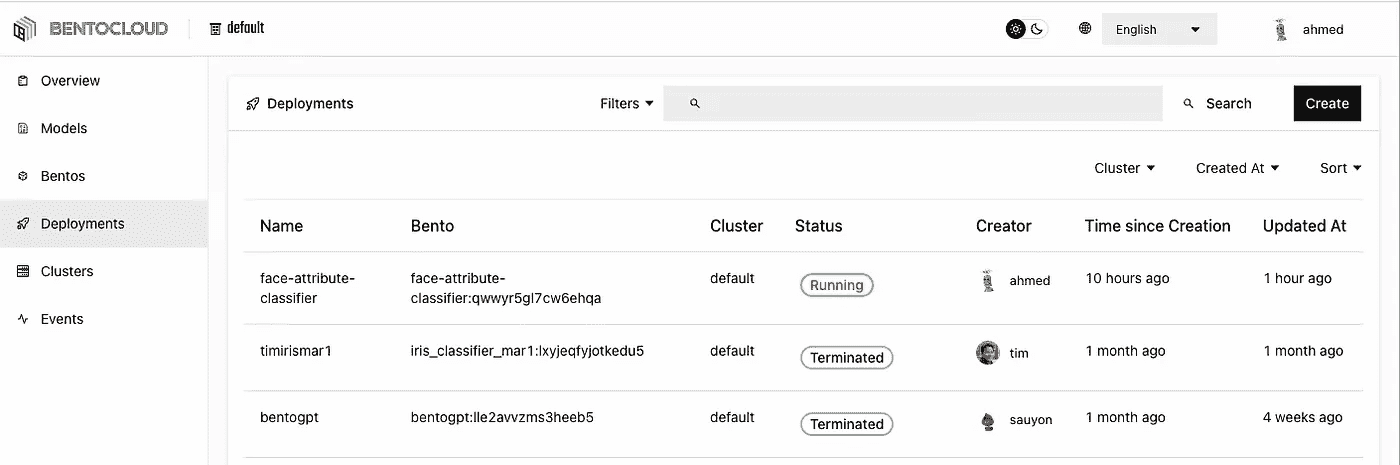 BENTOCLOUD default English ahmed
Overview
Models
Bentos
Deployments
Clusters
Events
Deployments Filters Search Create
Cluster Created At Sort
Name Bento Cluster Status Creator Time since Creation Updated At
face-attribute- face-attribute- default Running ahmed 10 hours ago 1 hour ago
classifier classifier:qwwyr5gl7cw6ehqa
timirismar1 iris_classifier_mar1:lxyjeqfyjotkedu5 default Terminated tim 1 month ago 1 month ago
bentogpt bentogpt:lle2avvzms3heeb5 default Terminated sauyon 1 month ago 4 weeks ago